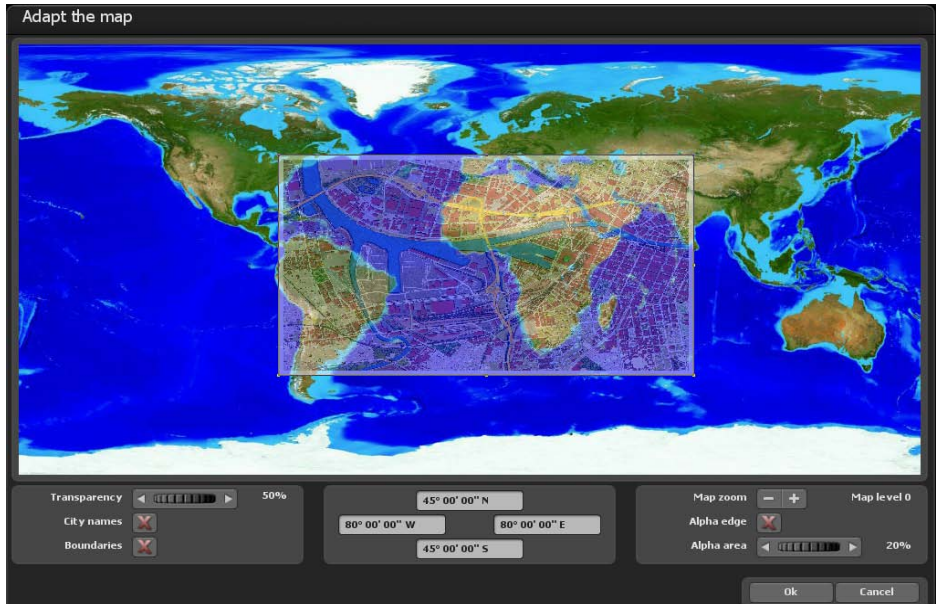 Adapt the map
Transparency 50%
City names
Boundaries
45° 00' 00" N
80° 00' 00" W 80° 00' 00" E
45° 00' 00" S
Map zoom − + Map level 0
Alpha edge
Alpha area 20%
Ok Cancel